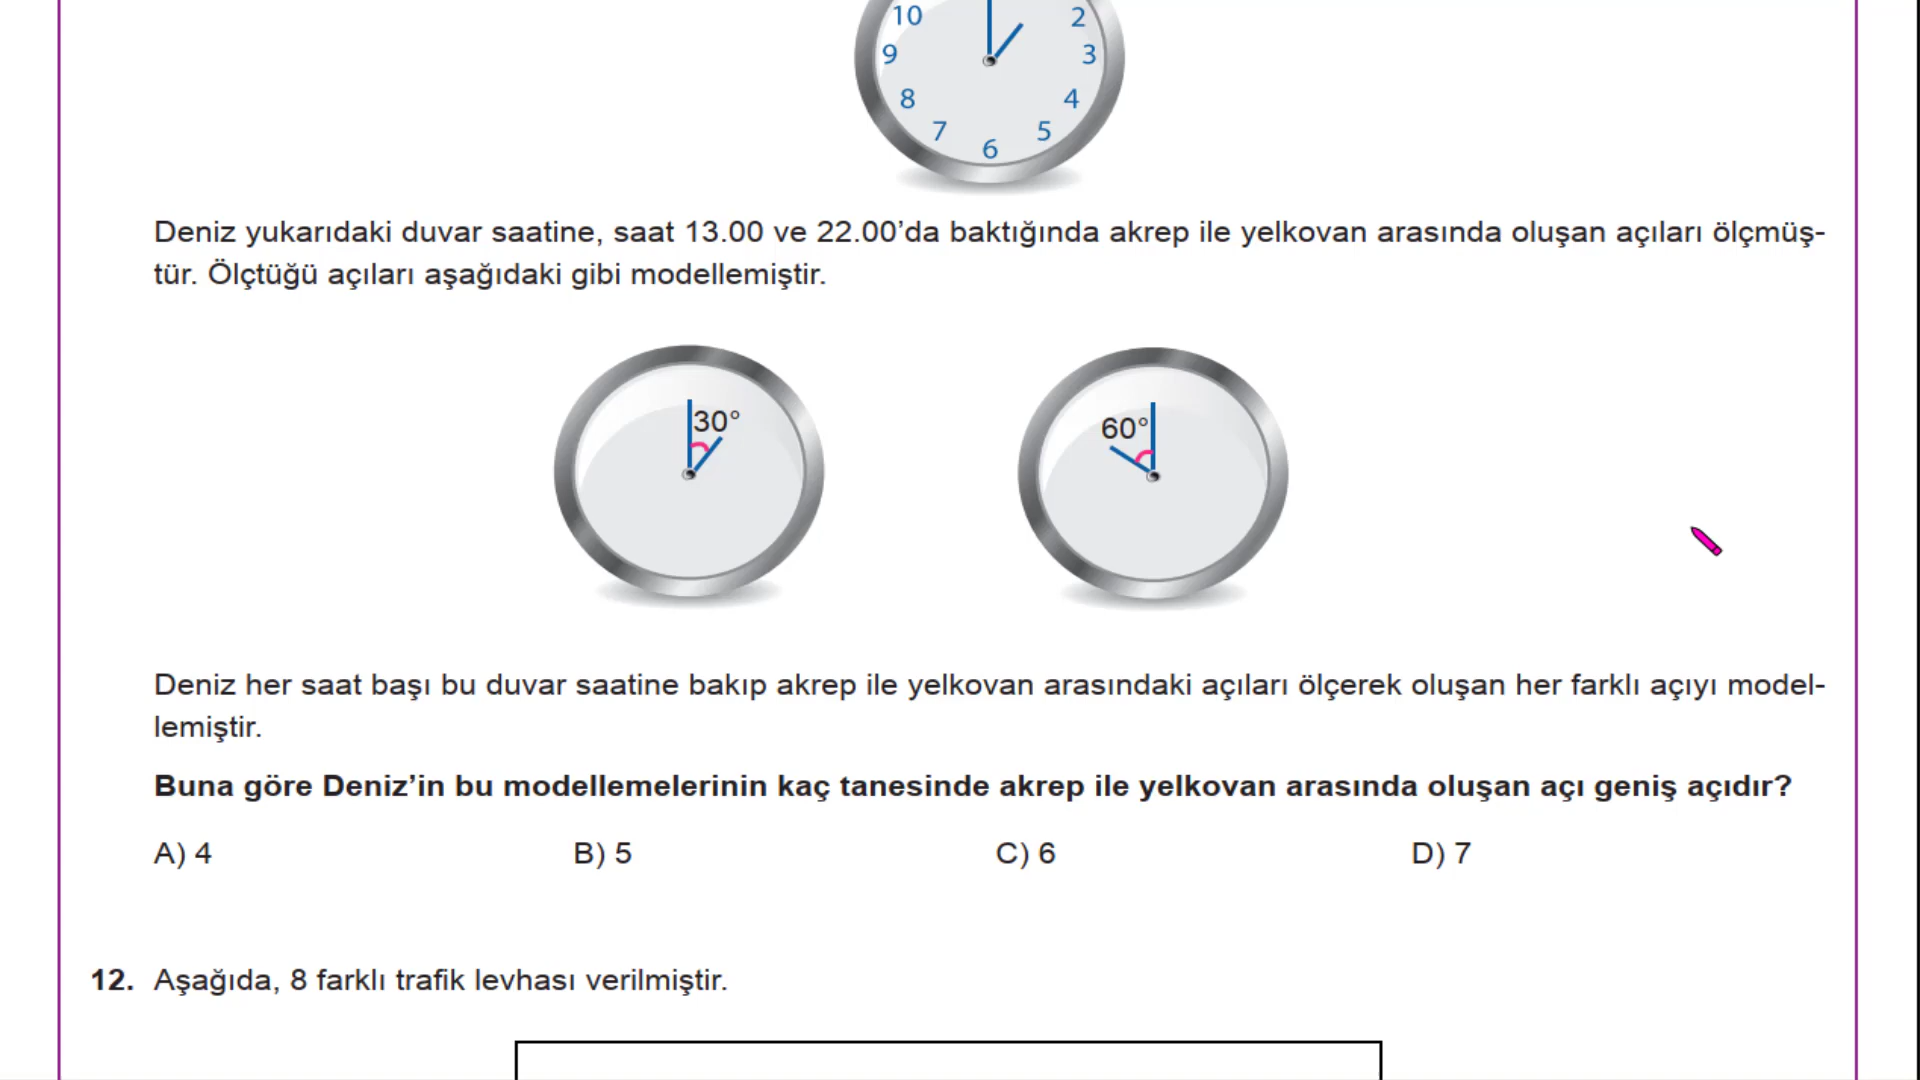 10
2
9
3
8
4
7
5
6
Deniz yukarıdaki duvar saatine, saat 13.00 ve 22.00’da baktığında akrep ile yelkovan arasında oluşan açıları ölçmüş-
tür. Ölçtüğü açıları aşağıdaki gibi modellemiştir.
30°
60°
Deniz her saat başı bu duvar saatine bakıp akrep ile yelkovan arasındaki açıları ölçerek oluşan her farklı açıyı model-
lemiştir.
Buna göre Deniz’in bu modellemelerinin kaç tanesinde akrep ile yelkovan arasında oluşan açı geniş açıdır?
A) 4 B) 5 C) 6 D) 7
12. Aşağıda, 8 farklı trafik levhası verilmiştir.